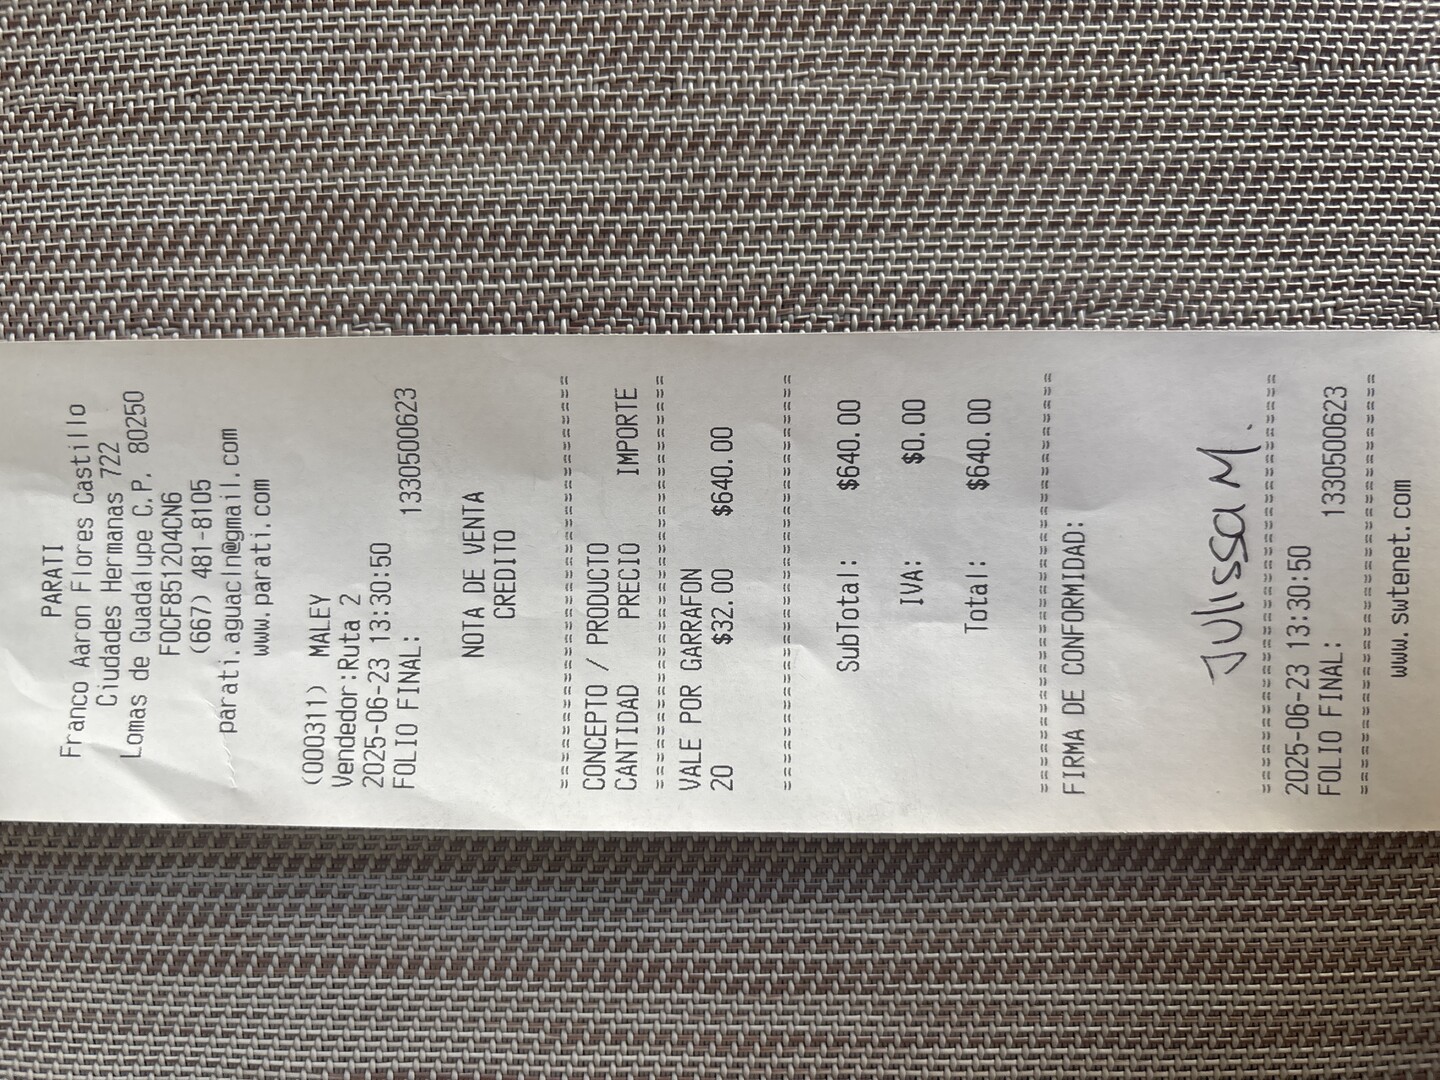 PARATI
Franco Aaron Flores Castillo
Ciudades Hermanas 722
Lomas de Guadalupe C.P. 80250
FOCF851204CN6
(667) 481-8105
parati.aguacln@gmail.com
www.parati.com
(000311) MALEY
Vendedor:Ruta 2
2025-06-23 13:30:50
FOLIO FINAL: 1330500623
NOTA DE VENTA
CREDITO
==============================
CONCEPTO / PRODUCTO
CANTIDAD PRECIO IMPORTE
==============================
VALE POR GARRAFON
20 $32.00 $640.00
==============================
SubTotal: $640.00
IVA: $0.00
Total: $640.00
==============================
FIRMA DE CONFORMIDAD:
Julissa M.
==============================
2025-06-23 13:30:50
FOLIO FINAL: 1330500623
==============================
www.swtenet.com